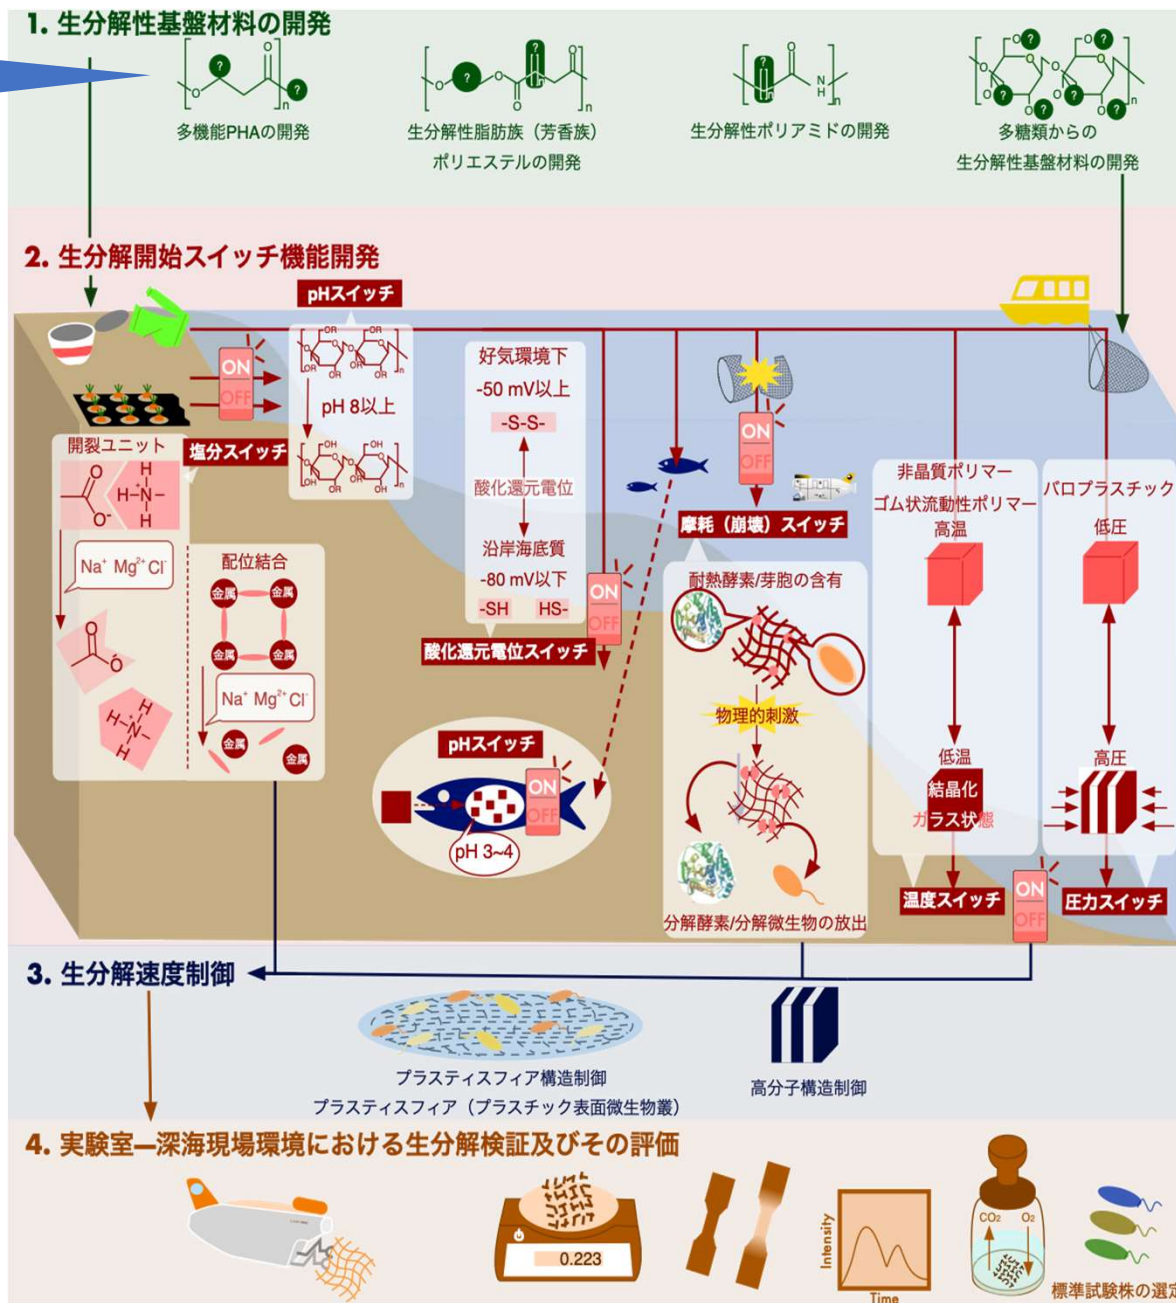 1. 生分解性基盤材料の開発
多機能PHAの開発
生分解性脂肪族（芳香族）
ポリエステルの開発
生分解性ポリアミドの開発
多糖類からの
生分解性基盤材料の開発
2. 生分解開始スイッチ機能開発
pHスイッチ
pH 8以上
ON
OFF
塩分スイッチ
開裂ユニット
Na⁺ Mg²⁺Cl⁻
配位結合
金属
金属
金属
金属
Na⁺ Mg²⁺Cl⁻
金属
金属
好気環境下
-50 mV以上
-S-S-
酸化還元電位
沿岸海底質
-80 mV以下
-SH HS-
ON
OFF
酸化還元電位スイッチ
pHスイッチ
ON
OFF
pH 3~4
ON
OFF
摩耗（崩壊）スイッチ
耐熱酵素/芽胞の含有
物理的刺激
分解酵素/分解微生物の放出
非晶質ポリマー
ゴム状流動性ポリマー
高温
低温
結晶化
ガラス状態
温度スイッチ
バロプラスチック
低圧
高圧
ON
OFF
圧力スイッチ
3. 生分解速度制御
プラスティスフィア構造制御
プラスティスフィア（プラスチック表面微生物叢）
高分子構造制御
4. 実験室—深海現場環境における生分解検証及びその評価
0.223
Intensity
Time
CO₂ O₂
標準試験株の選定